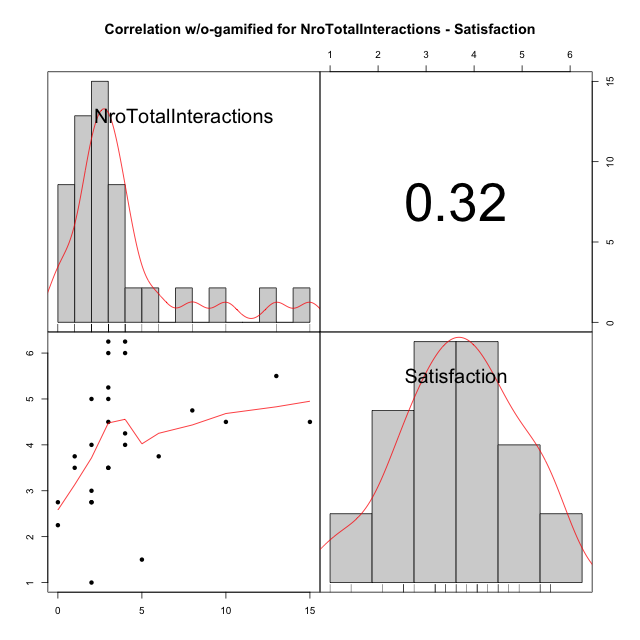 Correlation w/o-gamified for NroTotalInteractions - Satisfaction
1 2 3 4 5 6
NroTotalInteractions
0.32
15
10
5
0
6
5
4
3
2
1
Satisfaction
0 5 10 15